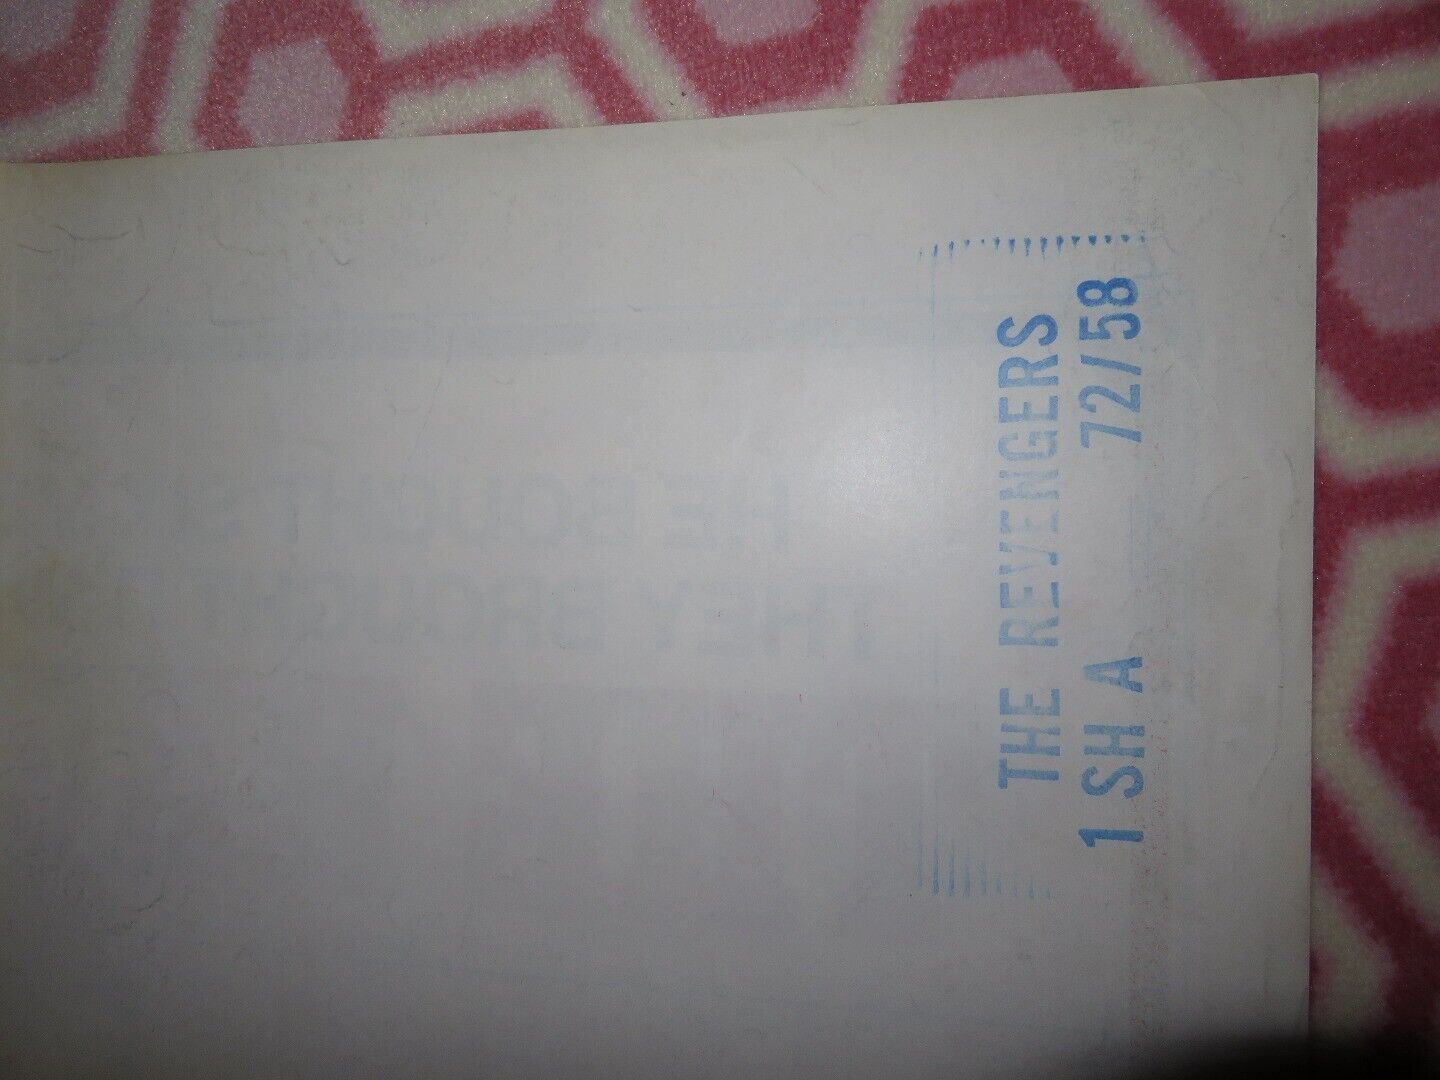 THE REVENGERS
1 SH A 72/58